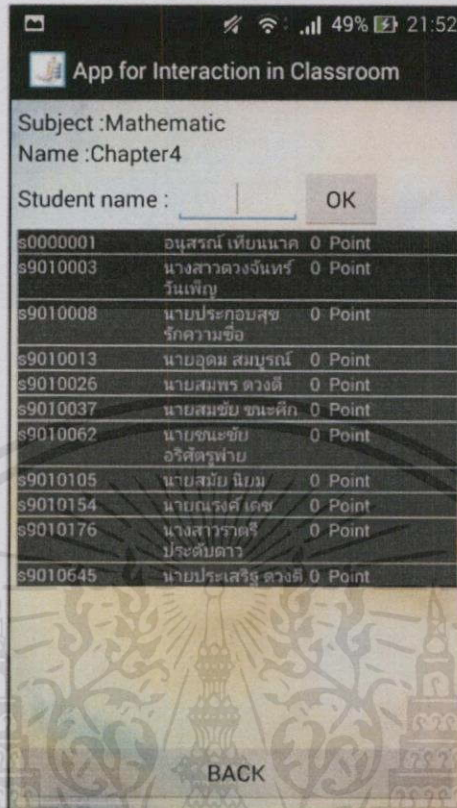 49% 21:52
App for Interaction in Classroom
Subject :Mathematic
Name :Chapter4
Student name : OK
s0000001 อนุสรณ์ เทียนนาค 0 Point
s9010003 นางสาวดวงจันทร์ 0 Point
วันเพ็ญ
s9010008 นายประกอบสุข 0 Point
รักความซื่อ
s9010013 นายอุดม สมบูรณ์ 0 Point
s9010026 นายสมพร ดวงดี 0 Point
s9010037 นายสมชัย ชนะศึก 0 Point
s9010062 นายชนะชัย 0 Point
อริศัตรูพ่าย
s9010105 นายสมัย นิยม 0 Point
s9010154 นายณรงค์ เดช 0 Point
s9010176 นางสาวราตรี 0 Point
ประดับดาว
s9010645 นายประเสริฐ ดวงดี 0 Point
BACK